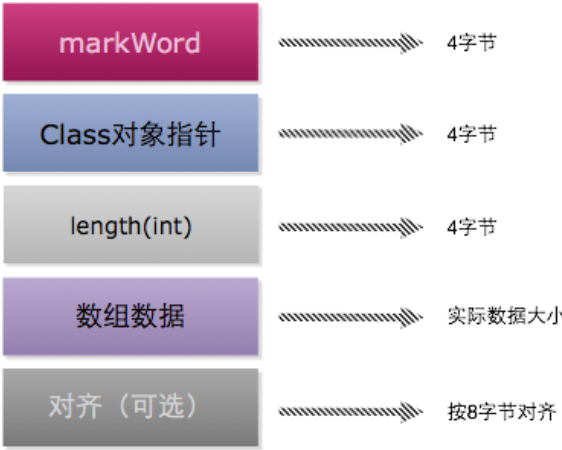 markWord 4字节
Class对象指针 4字节
length(int) 4字节
数组数据 实际数据大小
对齐（可选） 按8字节对齐